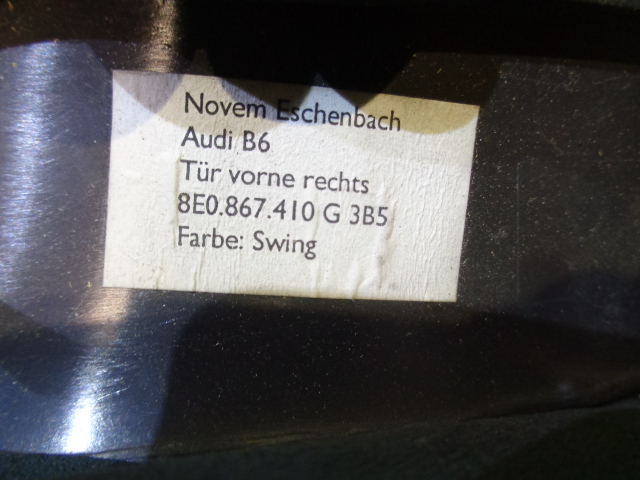 Novem Eschenbach
Audi B6
Tür vorne rechts
8E0.867.410 G 3B5
Farbe: Swing